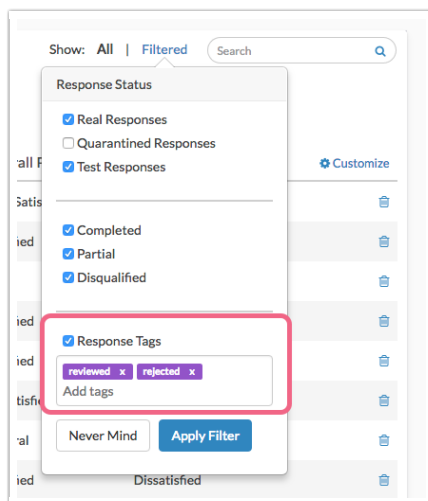 Show: All | Filtered Search
Response Status
Real Responses
Quarantined Responses
Test Responses
Customize
Completed
Partial
Disqualified
Response Tags
reviewed x rejected x
Add tags
Never Mind Apply Filter
Dissatisfied